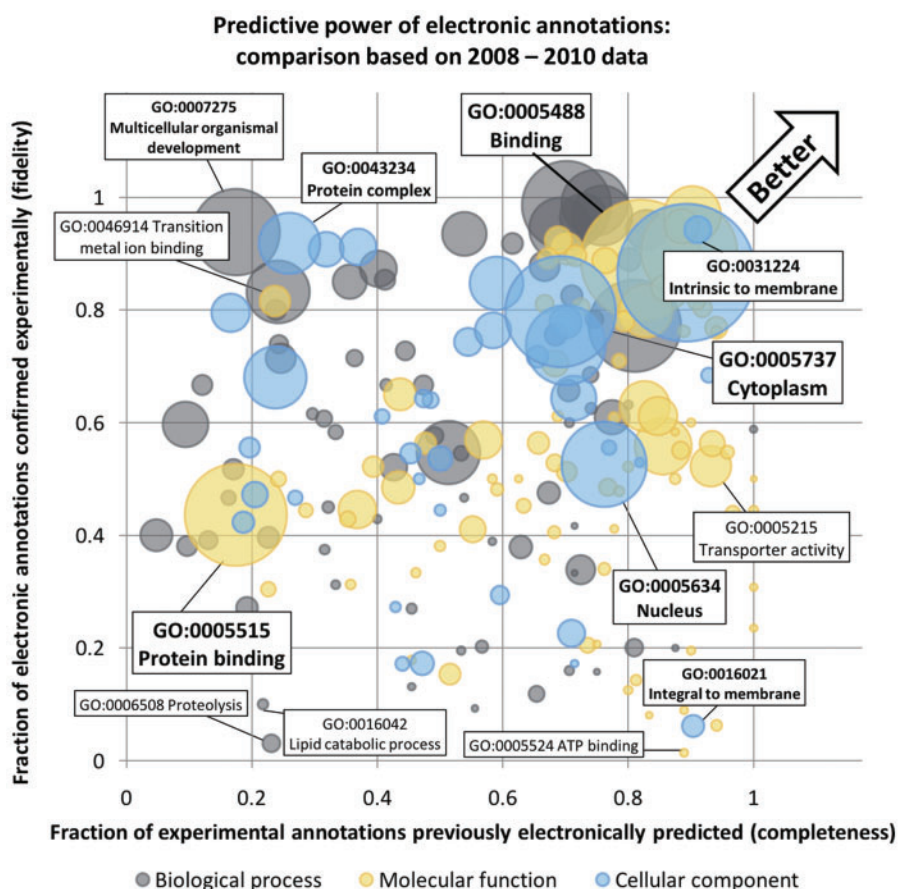 Predictive power of electronic annotations:
comparison based on 2008 – 2010 data
GO:0007275
Multicellular organismal
development
GO:0005488
Binding
Better
GO:0043234
Protein complex
GO:0046914 Transition
metal ion binding
GO:0031224
Intrinsic to membrane
GO:0005737
Cytoplasm
GO:0005215
Transporter activity
GO:0005634
Nucleus
GO:0005515
Protein binding
GO:0016021
Integral to membrane
GO:0006508 Proteolysis
GO:0016042
Lipid catabolic process
GO:0005524 ATP binding
Fraction of electronic annotations confirmed experimentally (fidelity)
1
0.8
0.6
0.4
0.2
0
0 0.2 0.4 0.6 0.8 1
Fraction of experimental annotations previously electronically predicted (completeness)
Biological process Molecular function Cellular component